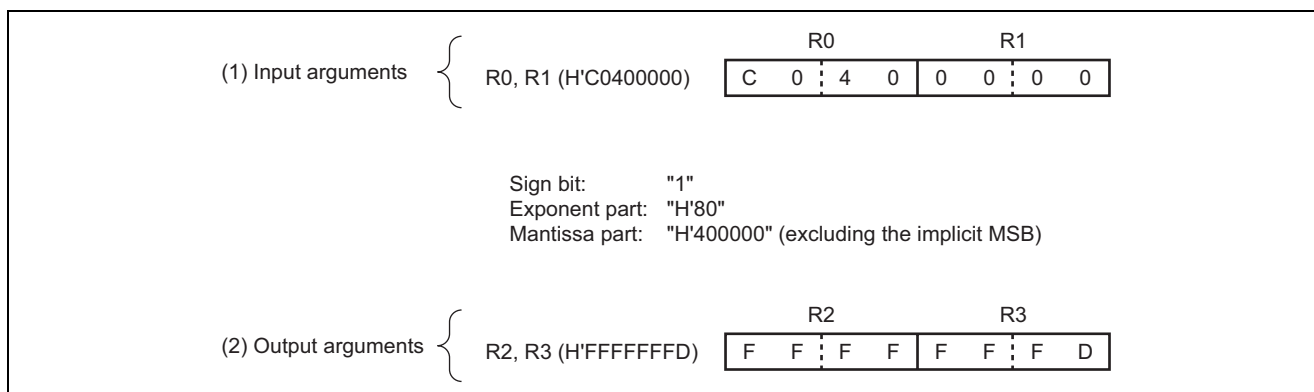 R0 R1
(1) Input arguments R0, R1 (H'C0400000) C 0 4 0 0 0 0 0
Sign bit: "1"
Exponent part: "H'80"
Mantissa part: "H'400000" (excluding the implicit MSB)
R2 R3
(2) Output arguments R2, R3 (H'FFFFFFFD) F F F F F F F D